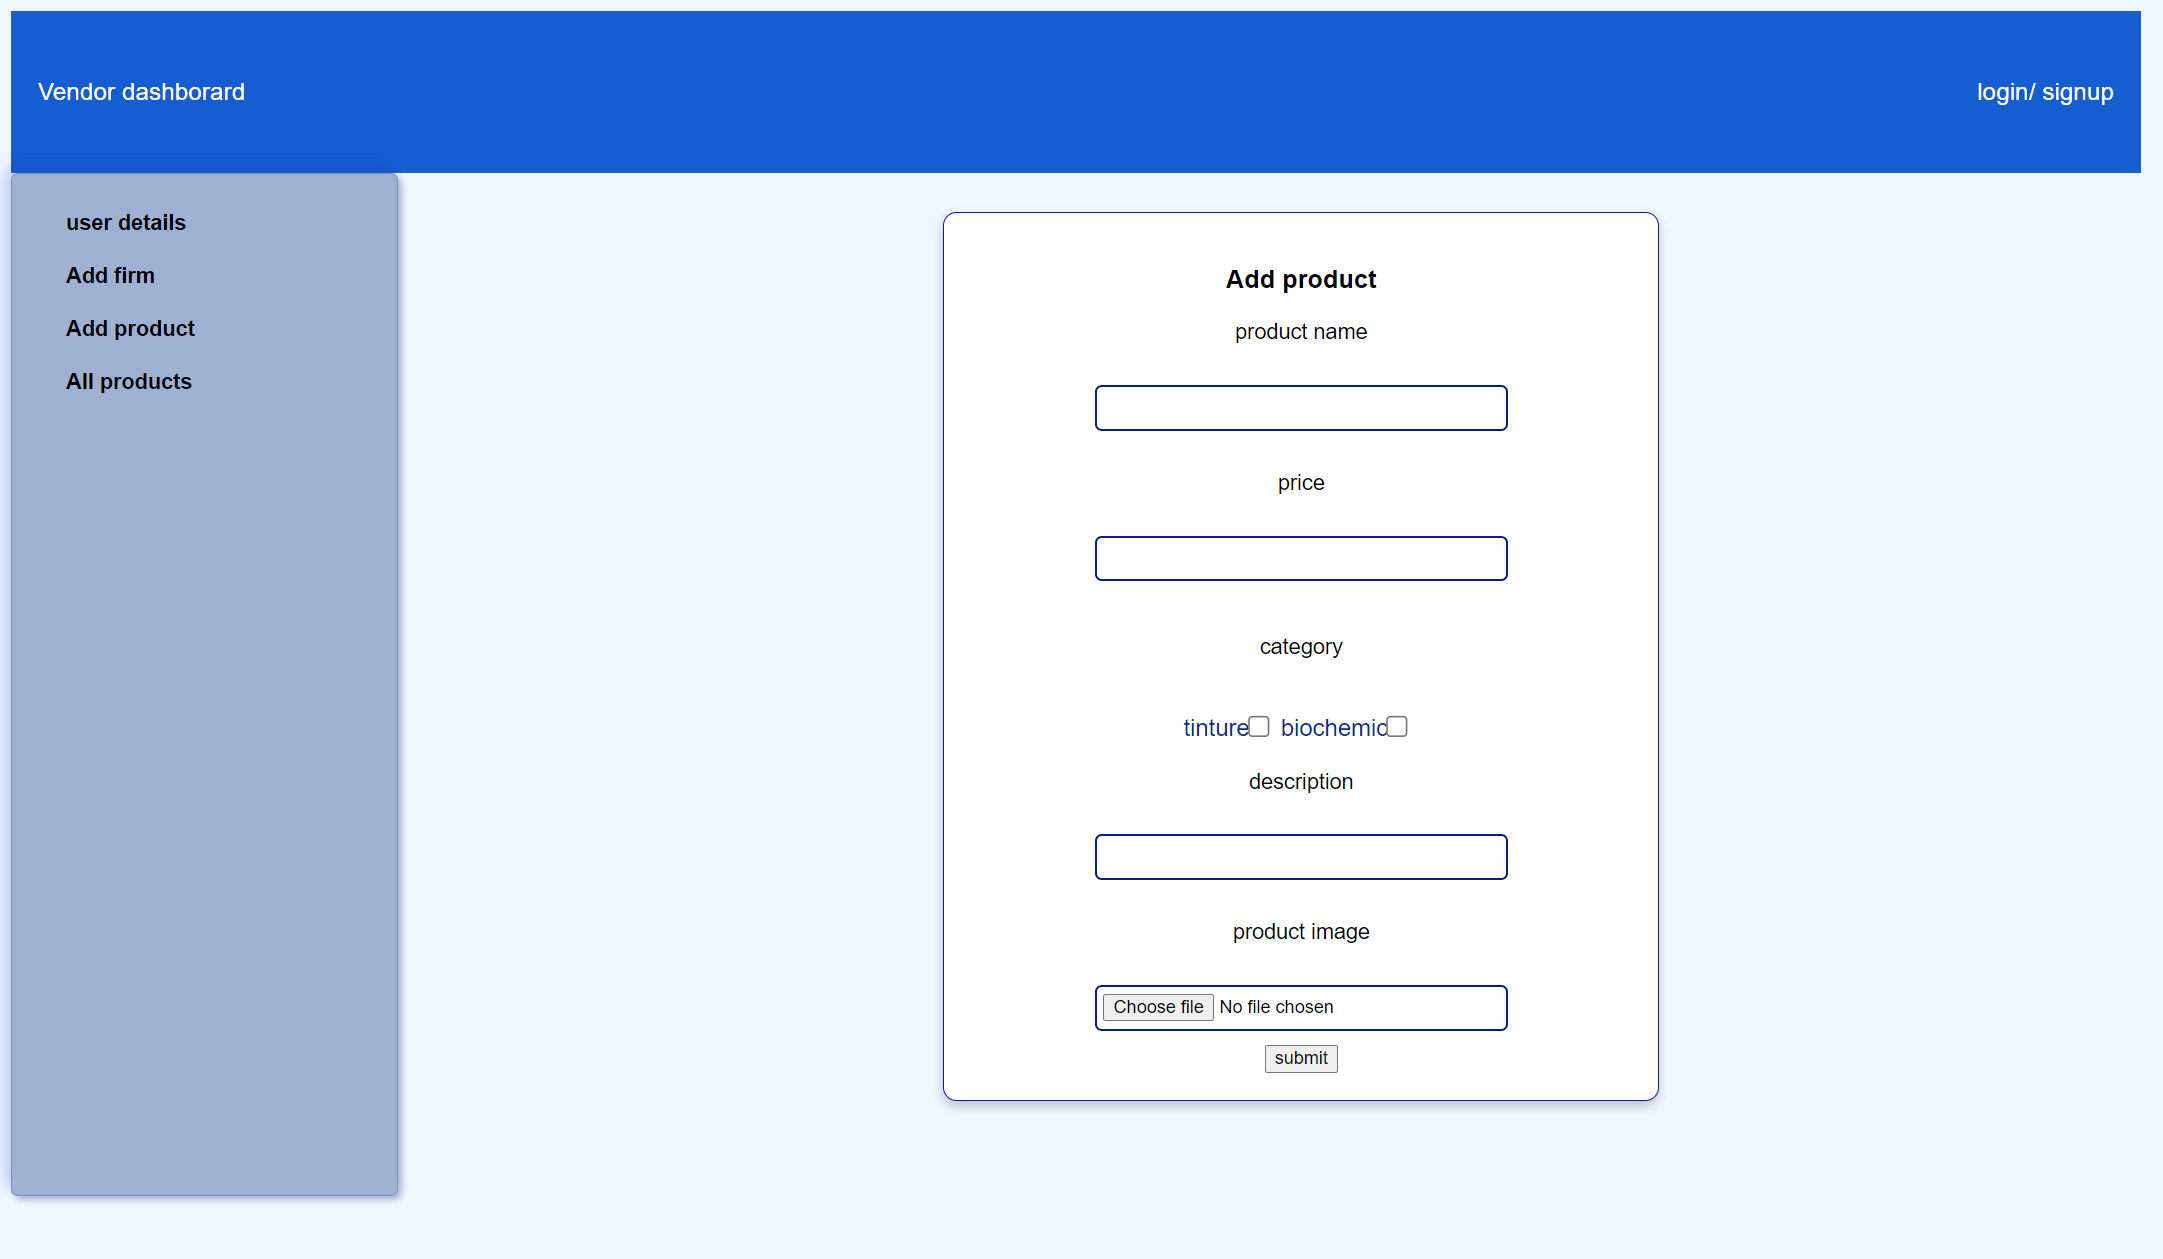 Vendor dashborard
login/ signup
user details
Add firm
Add product
All products
Add product
product name
price
category
tinture biochemic
description
product image
Choose file No file chosen
submit